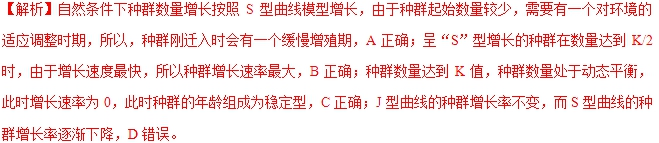 【解析】自然条件下种群数量增长按照 S 型曲线模型增长，由于种群起始数量较少，需要有一个对环境的
适应调整时期，所以，种群刚迁入时会有一个缓慢增殖期，A 正确；呈“S”型增长的种群在数量达到 K/2
时，由于增长速度最快，所以种群增长速率最大，B 正确；种群数量达到 K 值，种群数量处于动态平衡，
此时增长速率为 0，此时种群的年龄组成为稳定型，C 正确；J 型曲线的种群增长率不变，而 S 型曲线的种
群增长率逐渐下降，D 错误。